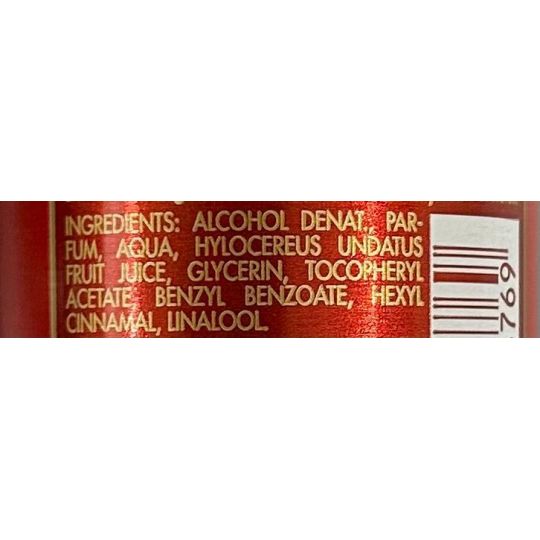 INGREDIENTS: ALCOHOL DENAT., PAR-
FUM, AQUA, HYLOCEREUS UNDATUS
FRUIT JUICE, GLYCERIN, TOCOPHERYL
ACETATE, BENZYL BENZOATE, HEXYL
CINNAMAL, LINALOOL.
769